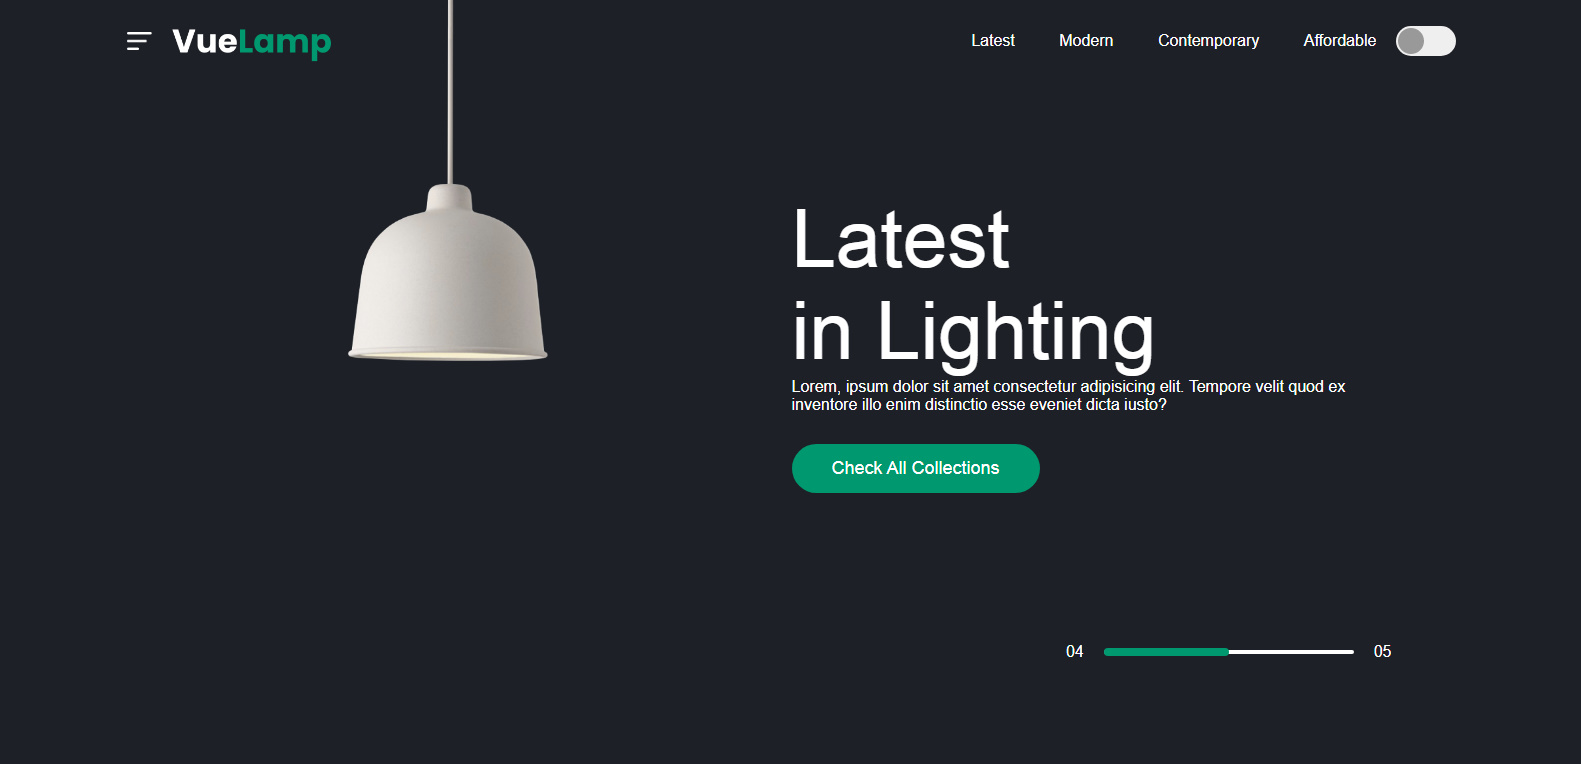 VueLamp
Latest
Modern
Contemporary
Affordable
Latest
in Lighting
Lorem, ipsum dolor sit amet consectetur adipisicing elit. Tempore velit quod ex
inventore illo enim distinctio esse eveniet dicta iusto?
Check All Collections
04
05